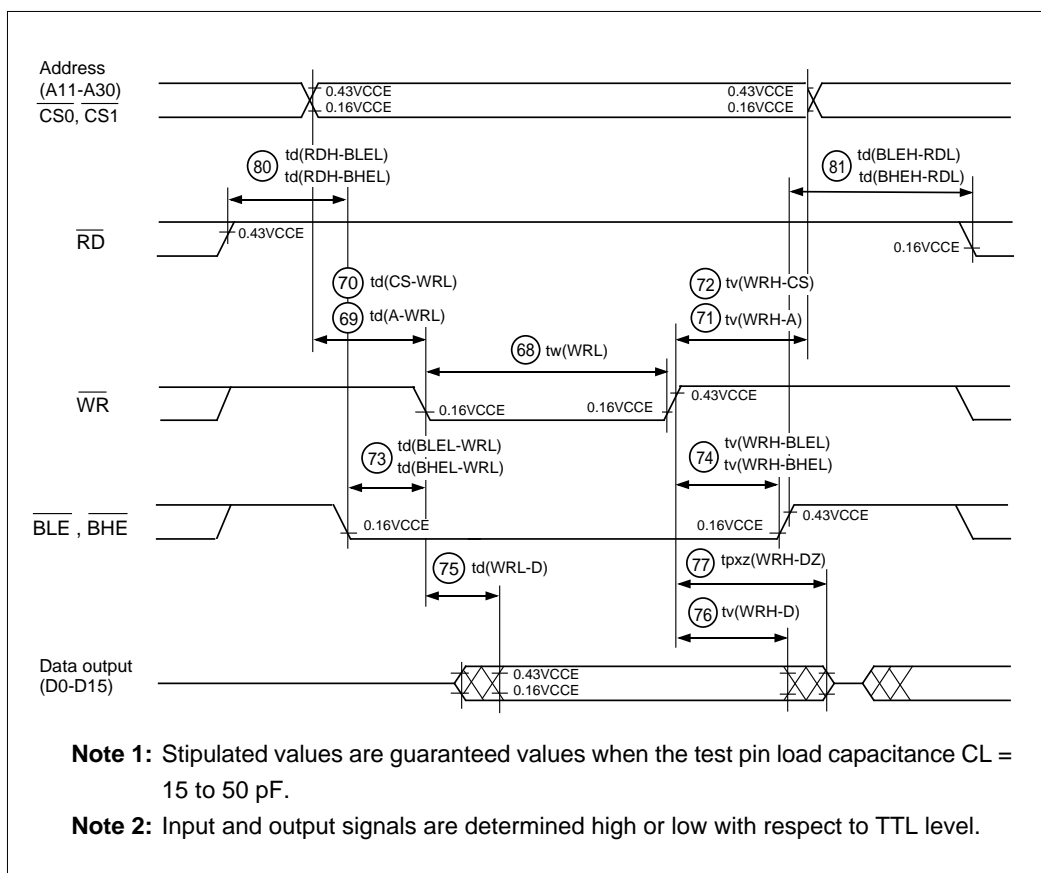 Address
(A11-A30)
CS0, CS1
0.43VCCE
0.16VCCE
0.43VCCE
0.16VCCE
80 td(RDH-BLEL)
td(RDH-BHEL)
81 td(BLEH-RDL)
td(BHEH-RDL)
RD
0.43VCCE
0.16VCCE
70 td(CS-WRL)
69 td(A-WRL)
72 tv(WRH-CS)
71 tv(WRH-A)
68 tw(WRL)
WR
0.16VCCE
0.16VCCE
0.43VCCE
73 td(BLEL-WRL)
td(BHEL-WRL)
74 tv(WRH-BLEL)
tv(WRH-BHEL)
BLE , BHE
0.16VCCE
0.16VCCE
0.43VCCE
75 td(WRL-D)
77 tpxz(WRH-DZ)
76 tv(WRH-D)
Data output
(D0-D15)
0.43VCCE
0.16VCCE
Note 1: Stipulated values are guaranteed values when the test pin load capacitance CL =
15 to 50 pF.
Note 2: Input and output signals are determined high or low with respect to TTL level.